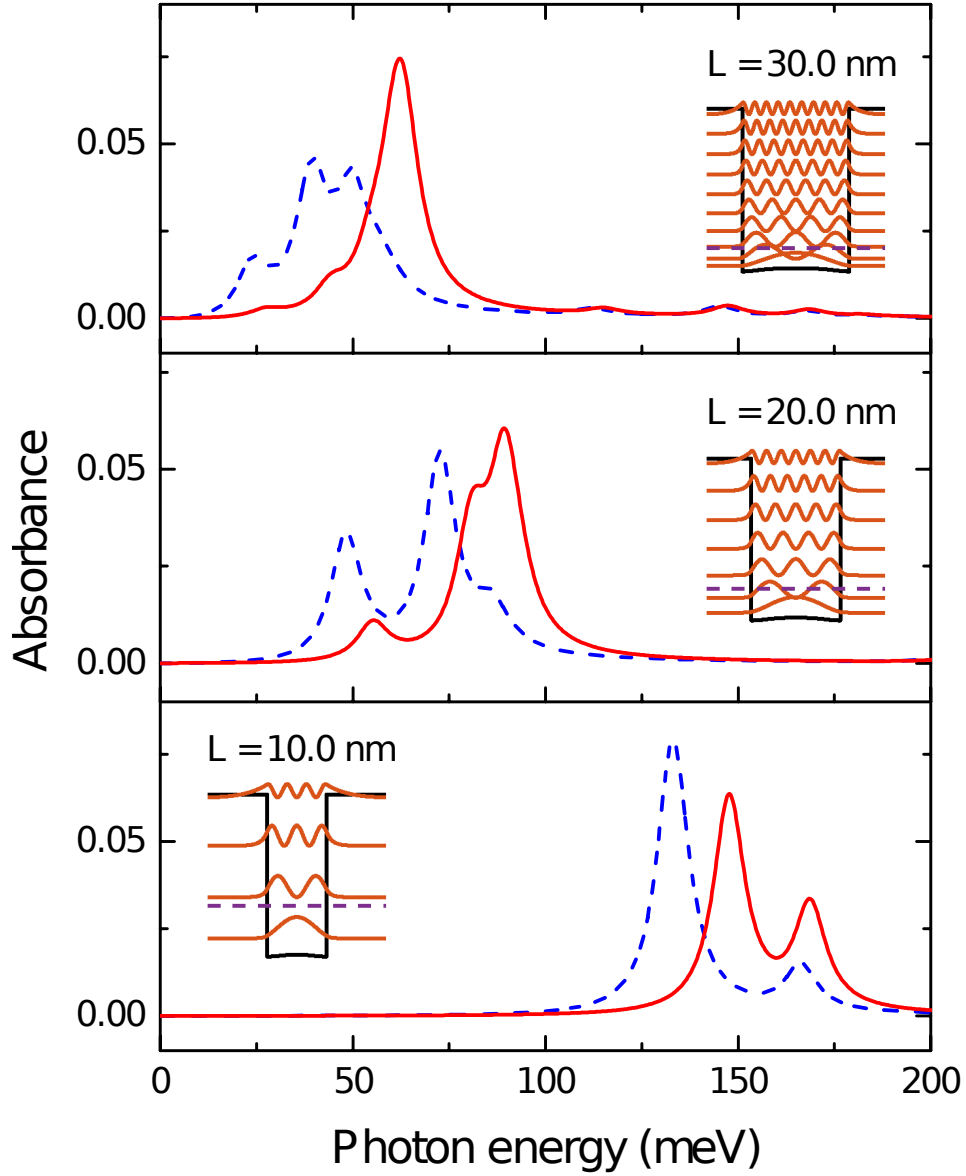 L = 30.0 nm
0.05
0.00
L = 20.0 nm
0.05
0.00
L = 10.0 nm
0.05
0.00
Absorbance
0 50 100 150 200
Photon energy (meV)